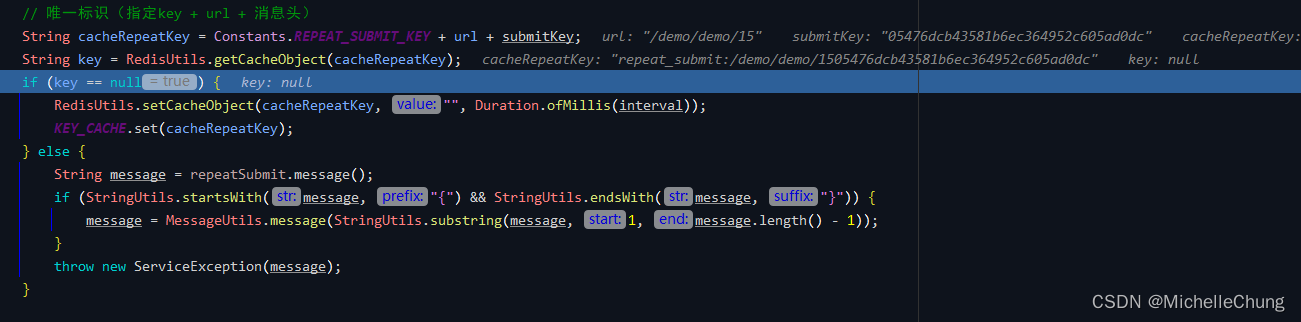 // 唯一标识（指定key + url + 消息头）
String cacheRepeatKey = Constants.REPEAT_SUBMIT_KEY + url + submitKey; url: "/demo/demo/15" submitKey: "05476dcb43581b6ec364952c605ad0dc" cacheRepeatKey:
String key = RedisUtils.getCacheObject(cacheRepeatKey); cacheRepeatKey: "repeat_submit:/demo/demo/1505476dcb43581b6ec364952c605ad0dc" key: null
if (key == null = true ) { key: null
RedisUtils.setCacheObject(cacheRepeatKey, value: "", Duration.ofMillis(interval));
KEY_CACHE.set(cacheRepeatKey);
} else {
String message = repeatSubmit.message();
if (StringUtils.startsWith( str: message, prefix: "{") && StringUtils.endsWith( str: message, suffix: "}")) {
message = MessageUtils.message(StringUtils.substring(message, start: 1, end: message.length() - 1));
}
throw new ServiceException(message);
}
CSDN @MichelleChung